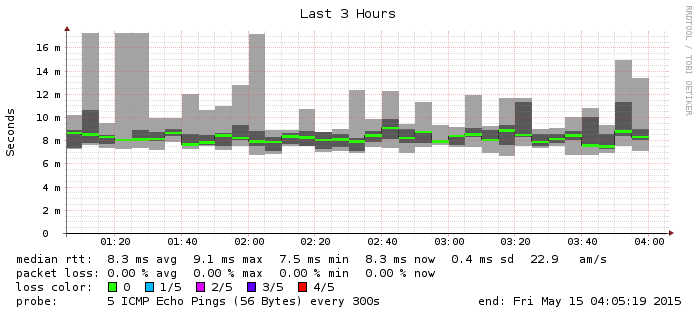 Last 3 Hours
RRDTOOL / TOBI OETIKER
Seconds
16 m
14 m
12 m
10 m
8 m
6 m
4 m
2 m
0
01:20 01:40 02:00 02:20 02:40 03:00 03:20 03:40 04:00
median rtt: 8.3 ms avg 9.1 ms max 7.5 ms min 8.3 ms now 0.4 ms sd 22.9 am/s
packet loss: 0.00 % avg 0.00 % max 0.00 % min 0.00 % now
loss color: 0 1/5 2/5 3/5 4/5
probe: 5 ICMP Echo Pings (56 Bytes) every 300s end: Fri May 15 04:05:19 2015